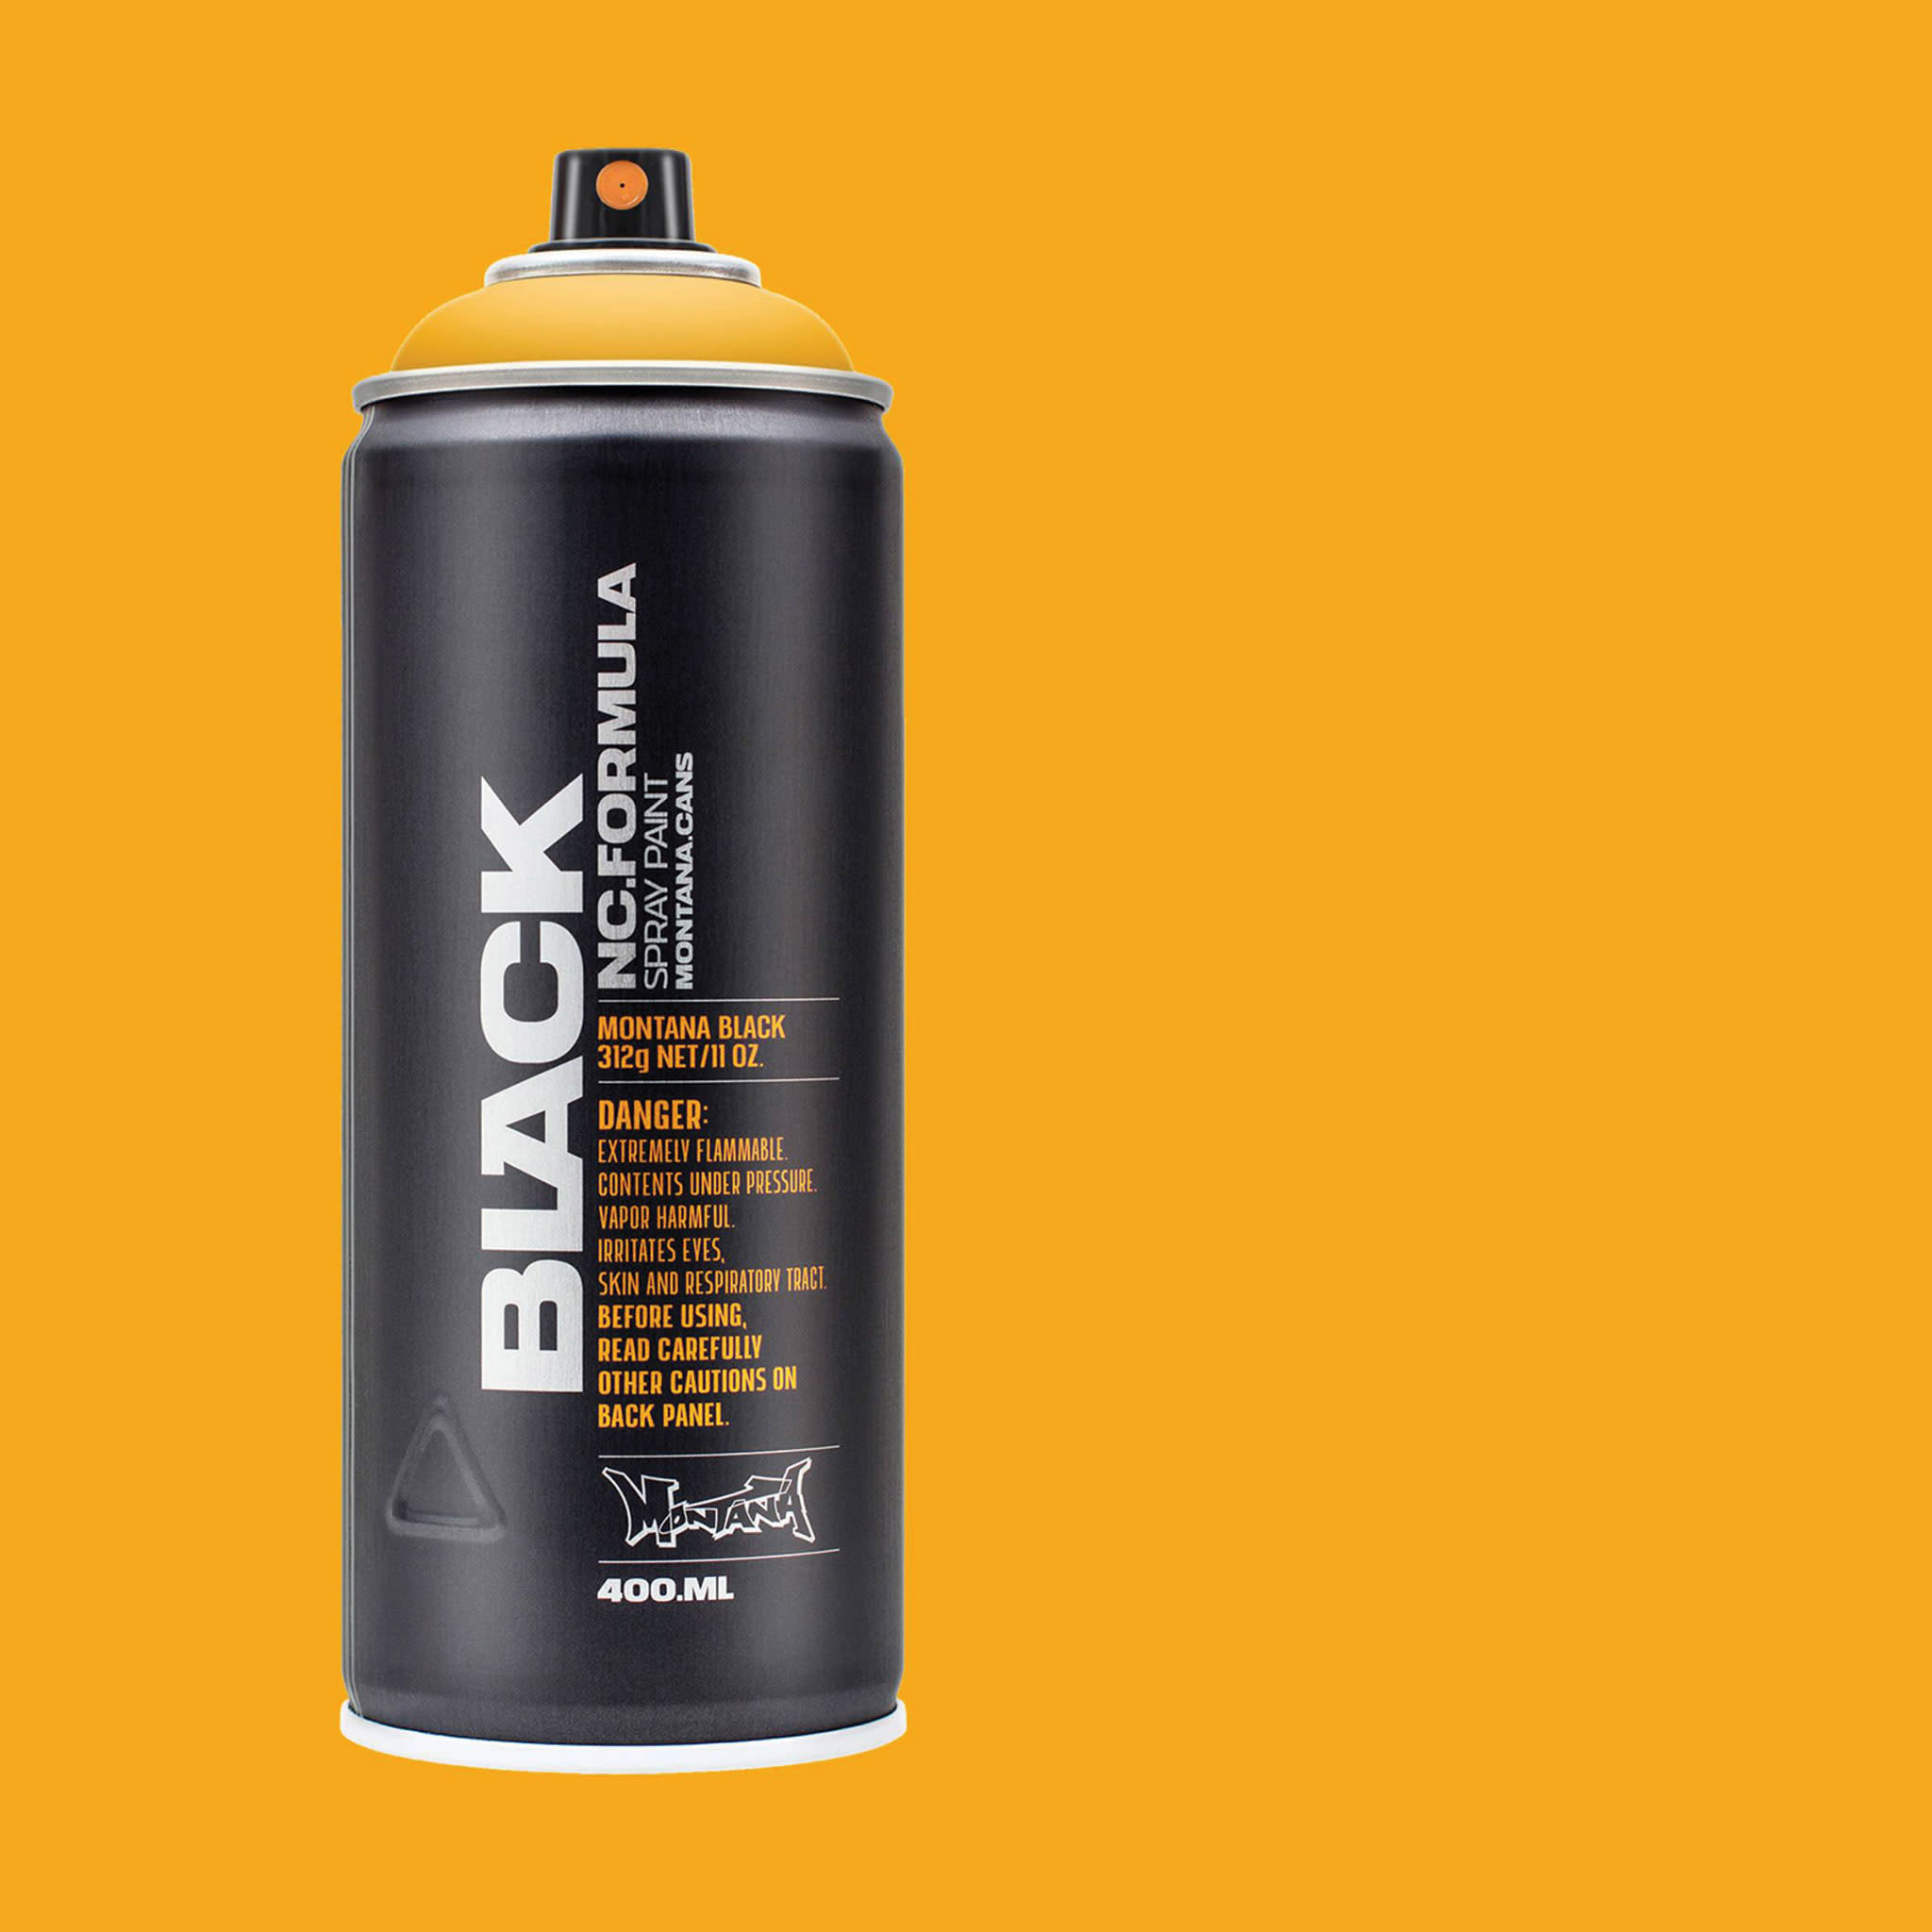 BLACK
NC.FORMULA
SPRAY PAINT
MONTANA.CANS
MONTANA BLACK
312g NET/11 OZ.
DANGER:
EXTREMELY FLAMMABLE.
CONTENTS UNDER PRESSURE.
VAPOR HARMFUL.
IRRITATES EYES,
SKIN AND RESPIRATORY TRACT.
BEFORE USING,
READ CAREFULLY
OTHER CAUTIONS ON
BACK PANEL.
MONTANA
400.ML